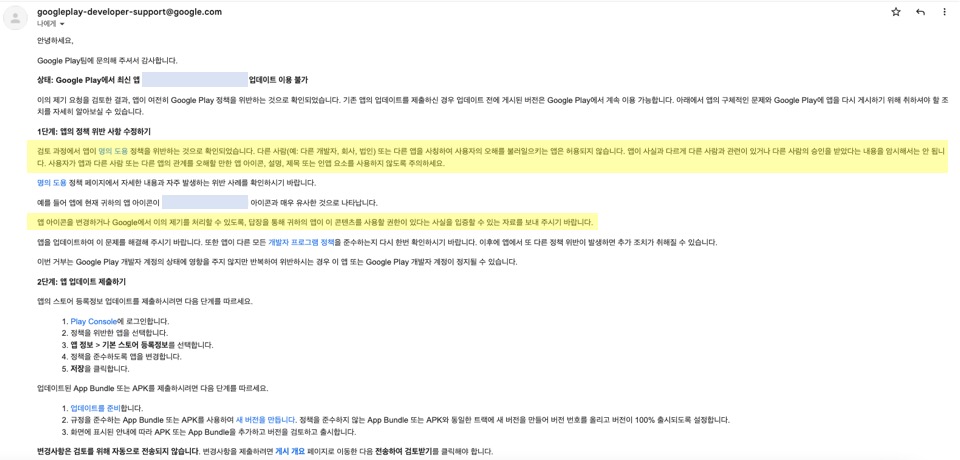 googleplay-developer-support@google.com
나에게
안녕하세요,
Google Play팀에 문의해 주셔서 감사합니다.
상태: Google Play에서 최신 앱 업데이트 이용 불가
이의 제기 요청을 검토한 결과, 앱이 여전히 Google Play 정책을 위반하는 것으로 확인되었습니다. 기존 앱의 업데이트를 제출하신 경우 업데이트 전에 게시된 버전은 Google Play에서 계속 이용 가능합니다. 아래에서 앱의 구체적인 문제와 Google Play에 앱을 다시 게시하기 위해 취하셔야 할 조
치를 자세히 알아보실 수 있습니다.
1단계: 앱의 정책 위반 사항 수정하기
검토 과정에서 앱이 명의 도용 정책을 위반하는 것으로 확인되었습니다. 다른 사람(예: 다른 개발자, 회사, 법인) 또는 다른 앱을 사칭하여 사용자의 오해를 불러일으키는 앱은 허용되지 않습니다. 앱이 사실과 다르게 다른 사람과 관련이 있거나 다른 사람의 승인을 받았다는 내용을 암시해서는 안 됩니
다. 사용자가 앱과 다른 사람 또는 다른 앱의 관계를 오해할 만한 앱 아이콘, 설명, 제목 또는 인앱 요소를 사용하지 않도록 주의하세요.
명의 도용 정책 페이지에서 자세한 내용과 자주 발생하는 위반 사례를 확인하시기 바랍니다.
예를 들어 앱에 현재 귀하의 앱 아이콘이 아이콘과 매우 유사한 것으로 나타납니다.
앱 아이콘을 변경하거나 Google에서 이의 제기를 처리할 수 있도록, 답장을 통해 귀하의 앱이 이 콘텐츠를 사용할 권한이 있다는 사실을 입증할 수 있는 자료를 보내 주시기 바랍니다.
앱을 업데이트하여 이 문제를 해결해 주시기 바랍니다. 또한 앱이 다른 모든 개발자 프로그램 정책을 준수하는지 다시 한번 확인하시기 바랍니다. 이후에 앱에서 또 다른 정책 위반이 발생하면 추가 조치가 취해질 수 있습니다.
이번 거부는 Google Play 개발자 계정의 상태에 영향을 주지 않지만 반복하여 위반하시는 경우 이 앱 또는 Google Play 개발자 계정이 정지될 수 있습니다.
2단계: 앱 업데이트 제출하기
앱의 스토어 등록정보 업데이트를 제출하시려면 다음 단계를 따르세요.
1. Play Console에 로그인합니다.
2. 정책을 위반한 앱을 선택합니다.
3. 앱 정보 > 기본 스토어 등록정보를 선택합니다.
4. 정책을 준수하도록 앱을 변경합니다.
5. 저장을 클릭합니다.
업데이트된 App Bundle 또는 APK를 제출하시려면 다음 단계를 따르세요.
1. 업데이트를 준비합니다.
2. 규정을 준수하는 App Bundle 또는 APK를 사용하여 새 버전을 만듭니다. 정책을 준수하지 않는 App Bundle 또는 APK와 동일한 트랙에 새 버전을 만들어 버전 번호를 올리고 버전이 100% 출시되도록 설정합니다.
3. 화면에 표시된 안내에 따라 APK 또는 App Bundle을 추가하고 버전을 검토하고 출시합니다.
변경사항은 검토를 위해 자동으로 전송되지 않습니다. 변경사항을 제출하려면 게시 개요 페이지로 이동한 다음 전송하여 검토받기를 클릭해야 합니다.